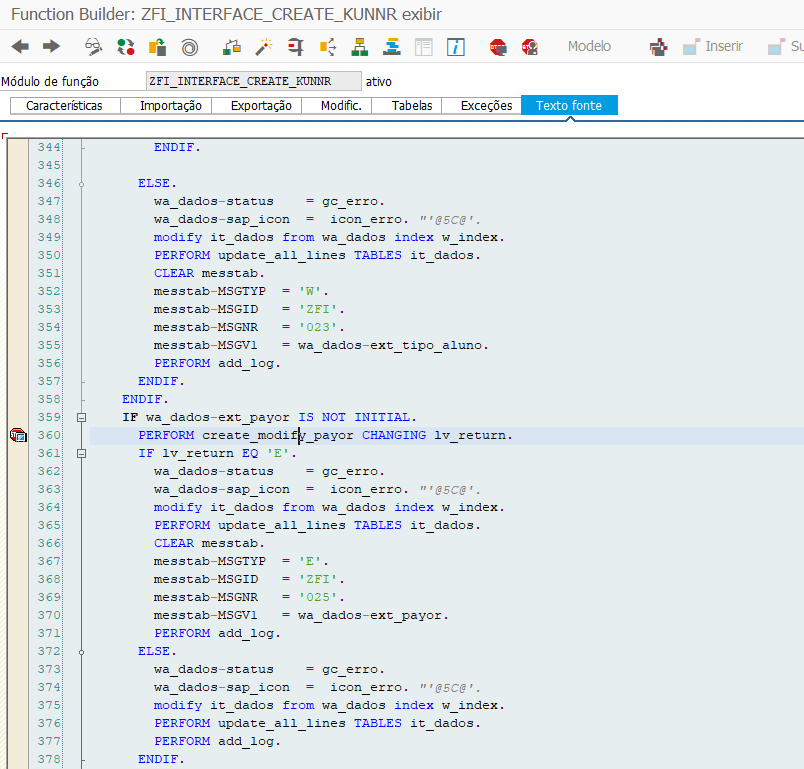 Function Builder: ZFI_INTERFACE_CREATE_KUNNR exibir
Modelo
Inserir
Su
Módulo de função ZFI_INTERFACE_CREATE_KUNNR ativo
Características Importação Exportação Modific. Tabelas Exceções Texto fonte
344 ENDIF.
345
346 ELSE.
347 wa_dados-status = gc_erro.
348 wa_dados-sap_icon = icon_erro. "'@5C@'.
349 modify it_dados from wa_dados index w_index.
350 PERFORM update_all_lines TABLES it_dados.
351 CLEAR messtab.
352 messtab-MSGTYP = 'W'.
353 messtab-MSGID = 'ZFI'.
354 messtab-MSGNR = '023'.
355 messtab-MSGV1 = wa_dados-ext_tipo_aluno.
356 PERFORM add_log.
357 ENDIF.
358 ENDIF.
359 IF wa_dados-ext_payor IS NOT INITIAL.
360 PERFORM create_modify_payor CHANGING lv_return.
361 IF lv_return EQ 'E'.
362 wa_dados-status = gc_erro.
363 wa_dados-sap_icon = icon_erro. "'@5C@'.
364 modify it_dados from wa_dados index w_index.
365 PERFORM update_all_lines TABLES it_dados.
366 CLEAR messtab.
367 messtab-MSGTYP = 'E'.
368 messtab-MSGID = 'ZFI'.
369 messtab-MSGNR = '025'.
370 messtab-MSGV1 = wa_dados-ext_payor.
371 PERFORM add_log.
372 ELSE.
373 wa_dados-status = gc_erro.
374 wa_dados-sap_icon = icon_erro. "'@5C@'.
375 modify it_dados from wa_dados index w_index.
376 PERFORM update_all_lines TABLES it_dados.
377 PERFORM add_log.
378 ENDIF.